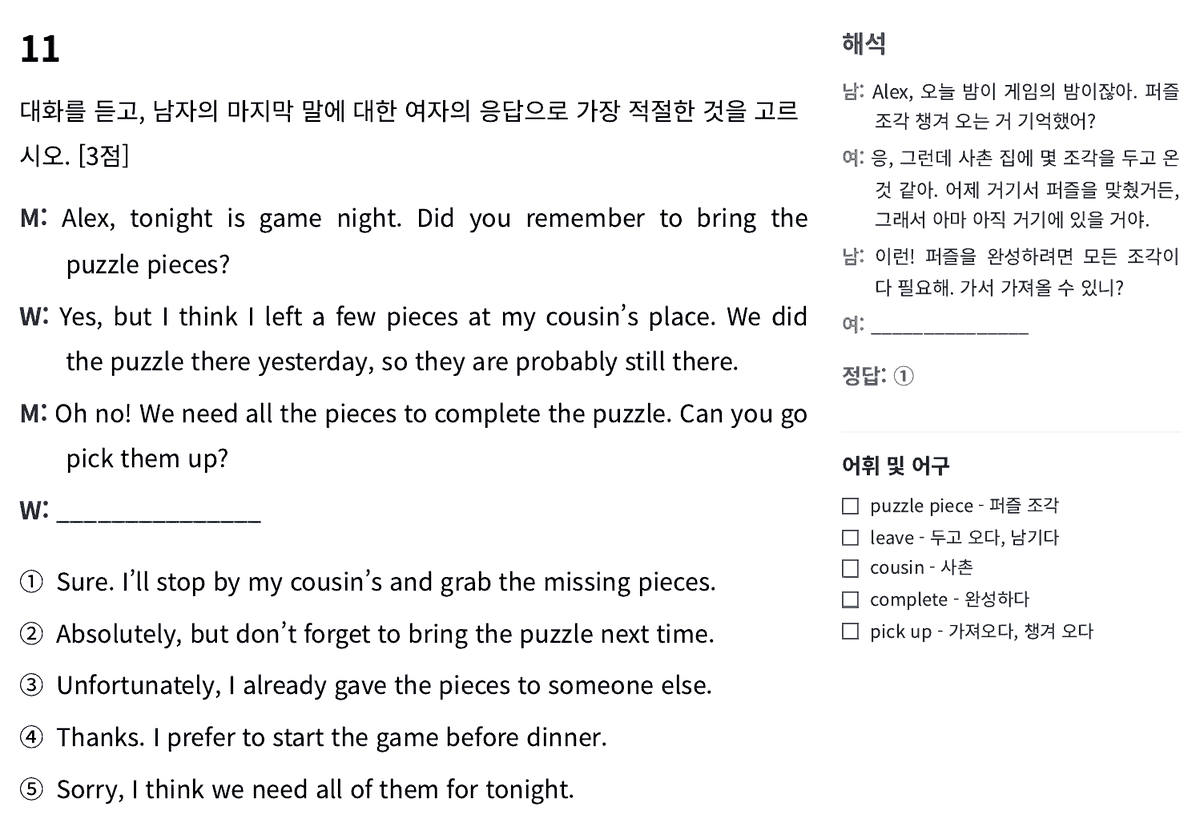 11
대화를 듣고, 남자의 마지막 말에 대한 여자의 응답으로 가장 적절한 것을 고르
시오. [3점]
M: Alex, tonight is game night. Did you remember to bring the
puzzle pieces?
W: Yes, but I think I left a few pieces at my cousin’s place. We did
the puzzle there yesterday, so they are probably still there.
M: Oh no! We need all the pieces to complete the puzzle. Can you go
pick them up?
W: _______________
① Sure. I’ll stop by my cousin’s and grab the missing pieces.
② Absolutely, but don’t forget to bring the puzzle next time.
③ Unfortunately, I already gave the pieces to someone else.
④ Thanks. I prefer to start the game before dinner.
⑤ Sorry, I think we need all of them for tonight.
해석
남: Alex, 오늘 밤이 게임의 밤이잖아. 퍼즐
조각 챙겨 오는 거 기억했어?
여: 응, 그런데 사촌 집에 몇 조각을 두고 온
것 같아. 어제 거기서 퍼즐을 맞췄거든,
그래서 아마 아직 거기에 있을 거야.
남: 이런! 퍼즐을 완성하려면 모든 조각이
다 필요해. 가서 가져올 수 있니?
여: _______________
정답: ①
어휘 및 어구
□ puzzle piece - 퍼즐 조각
□ leave - 두고 오다, 남기다
□ cousin - 사촌
□ complete - 완성하다
□ pick up - 가져오다, 챙겨 오다